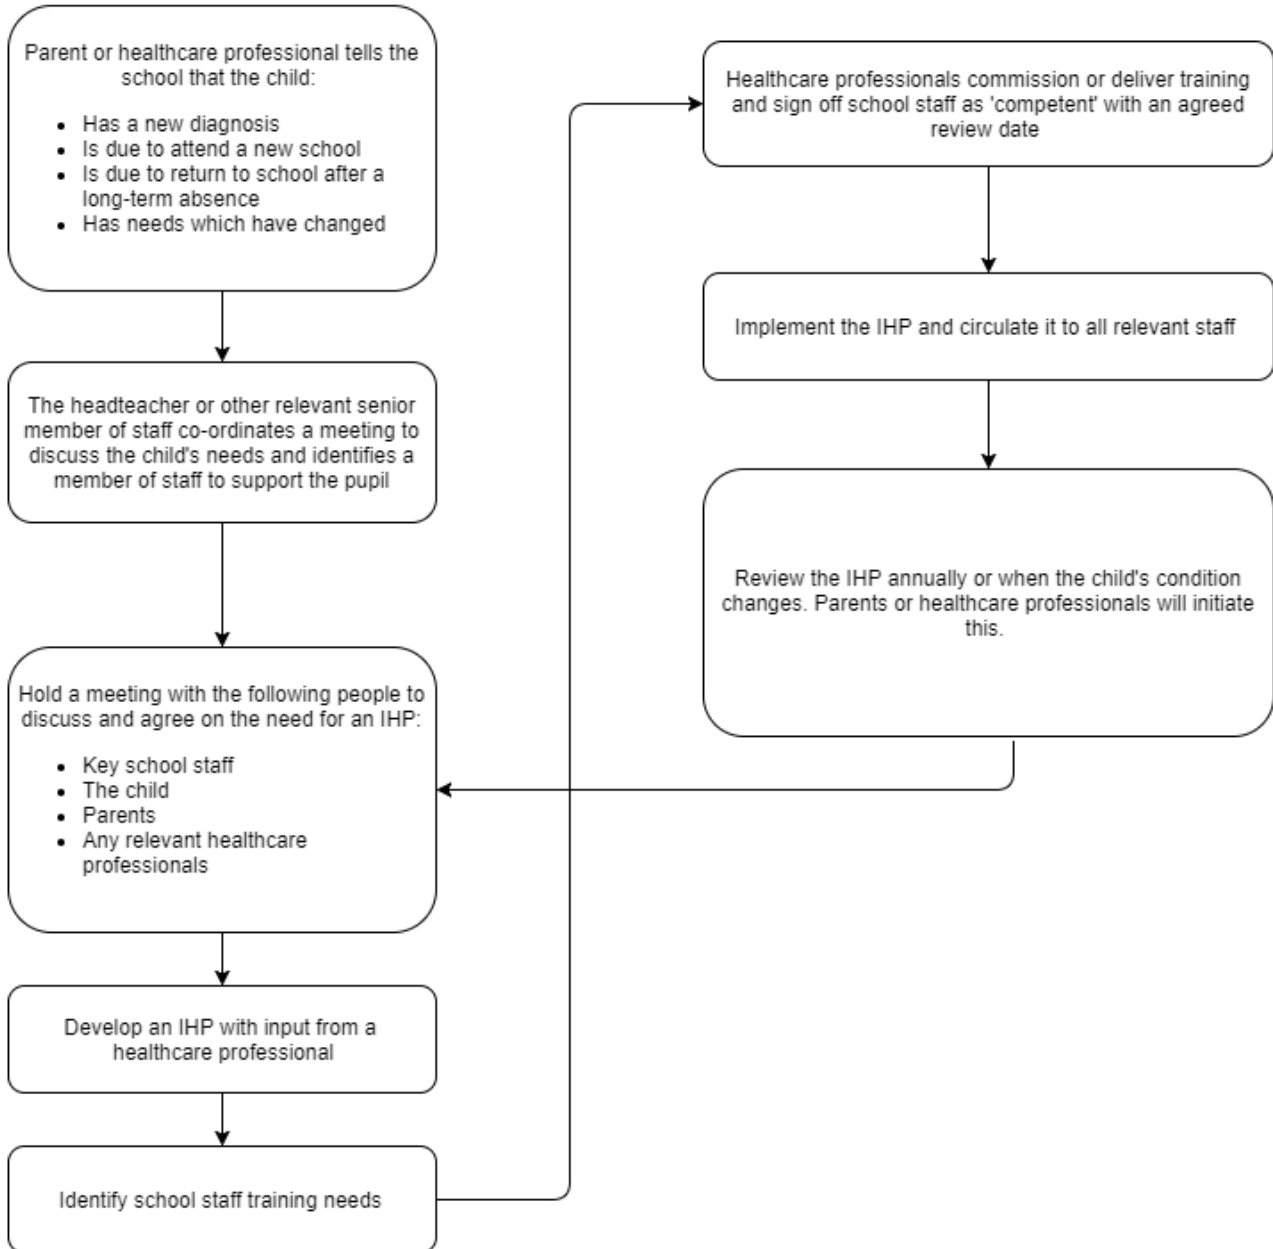 Parent or healthcare professional tells the
school that the child:
• Has a new diagnosis
• Is due to attend a new school
• Is due to return to school after a
long-term absence
• Has needs which have changed
The headteacher or other relevant senior
member of staff co-ordinates a meeting to
discuss the child's needs and identifies a
member of staff to support the pupil
Hold a meeting with the following people to
discuss and agree on the need for an IHP:
• Key school staff
• The child
• Parents
• Any relevant healthcare
professionals
Develop an IHP with input from a
healthcare professional
Identify school staff training needs
Healthcare professionals commission or deliver training
and sign off school staff as 'competent' with an agreed
review date
Implement the IHP and circulate it to all relevant staff
Review the IHP annually or when the child's condition
changes. Parents or healthcare professionals will initiate
this.